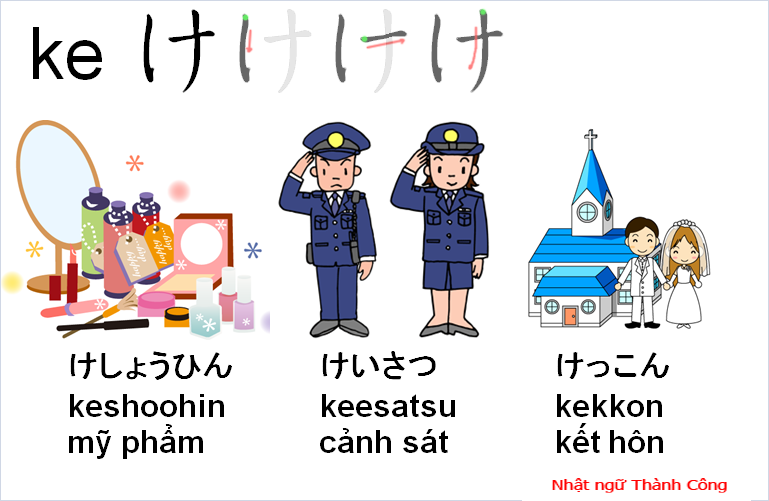 ke け け け け
けしょうひん
keshoohin
mỹ phẩm
けいさつ
keesatsu
cảnh sát
けっこん
kekkon
kết hôn
Nhật ngữ Thành Công